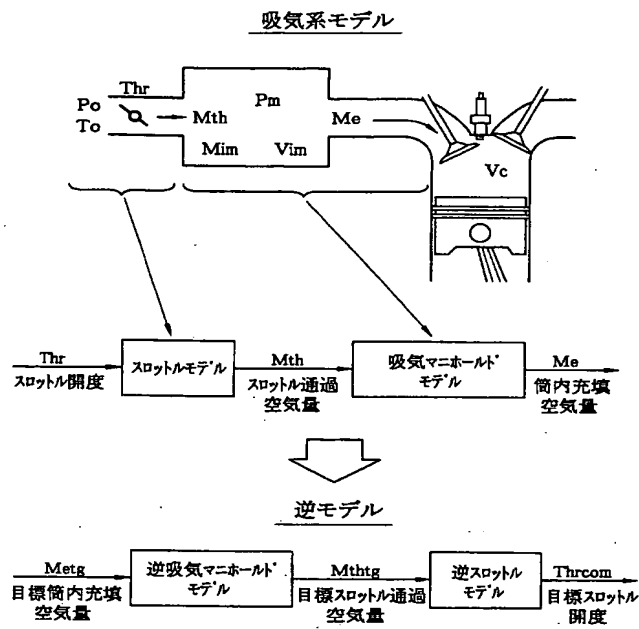 吸気系モデル
Thr
Po
To
Mth
Pm
Me
Mim
Vim
Vc
Thr
スロットル開度
スロットルモデル
Mth
スロットル通過
空気量
吸気マニホールド
モデル
Me
筒内充填
空気量
逆モデル
Metg
目標筒内充填
空気量
逆吸気マニホールド
モデル
Mthtg
目標スロットル通過
空気量
逆スロットル
モデル
Thrcom
目標スロットル
開度